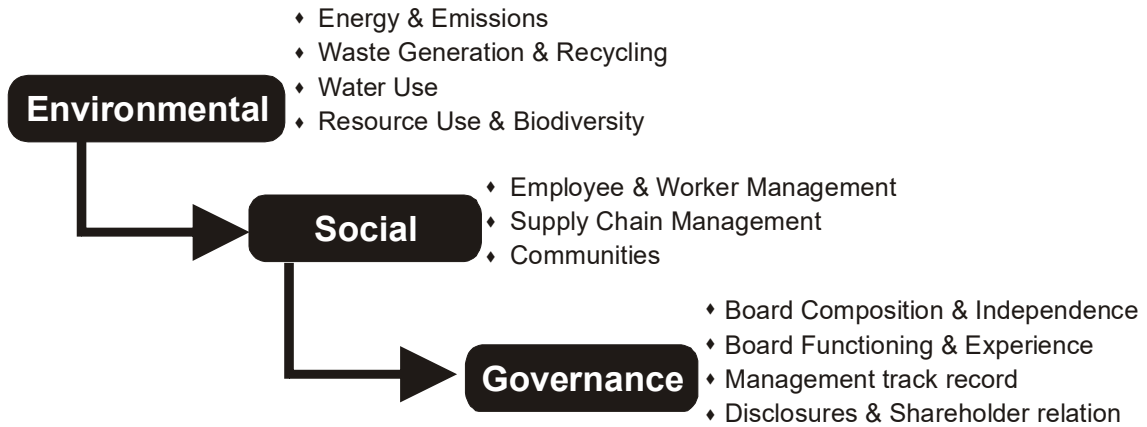 Environmental
♦ Energy & Emissions
♦ Waste Generation & Recycling
♦ Water Use
♦ Resource Use & Biodiversity
Social
♦ Employee & Worker Management
♦ Supply Chain Management
♦ Communities
Governance
♦ Board Composition & Independence
♦ Board Functioning & Experience
♦ Management track record
♦ Disclosures & Shareholder relation